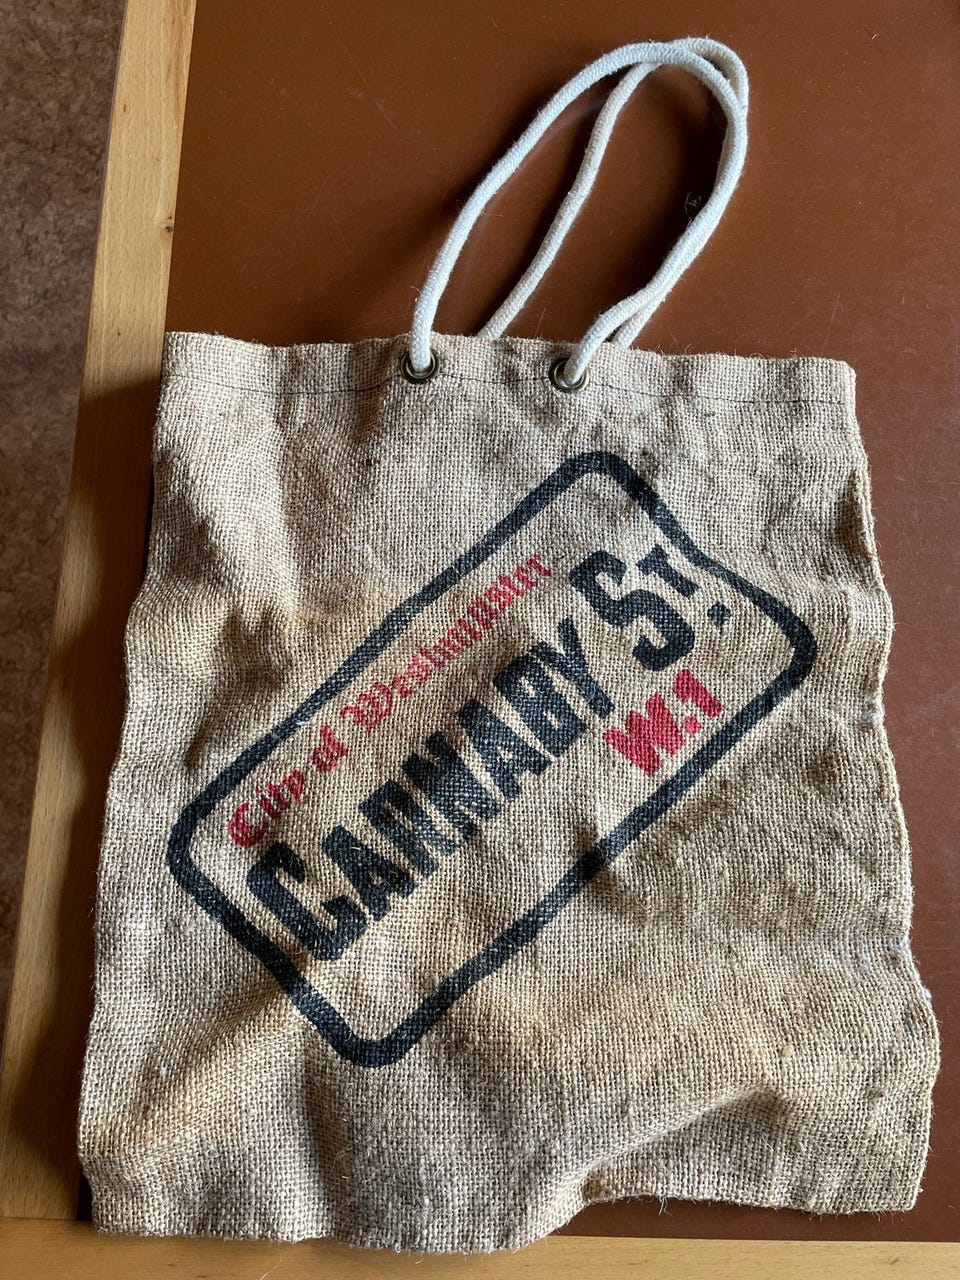 City of Westminster
CARNABY ST.
W.1